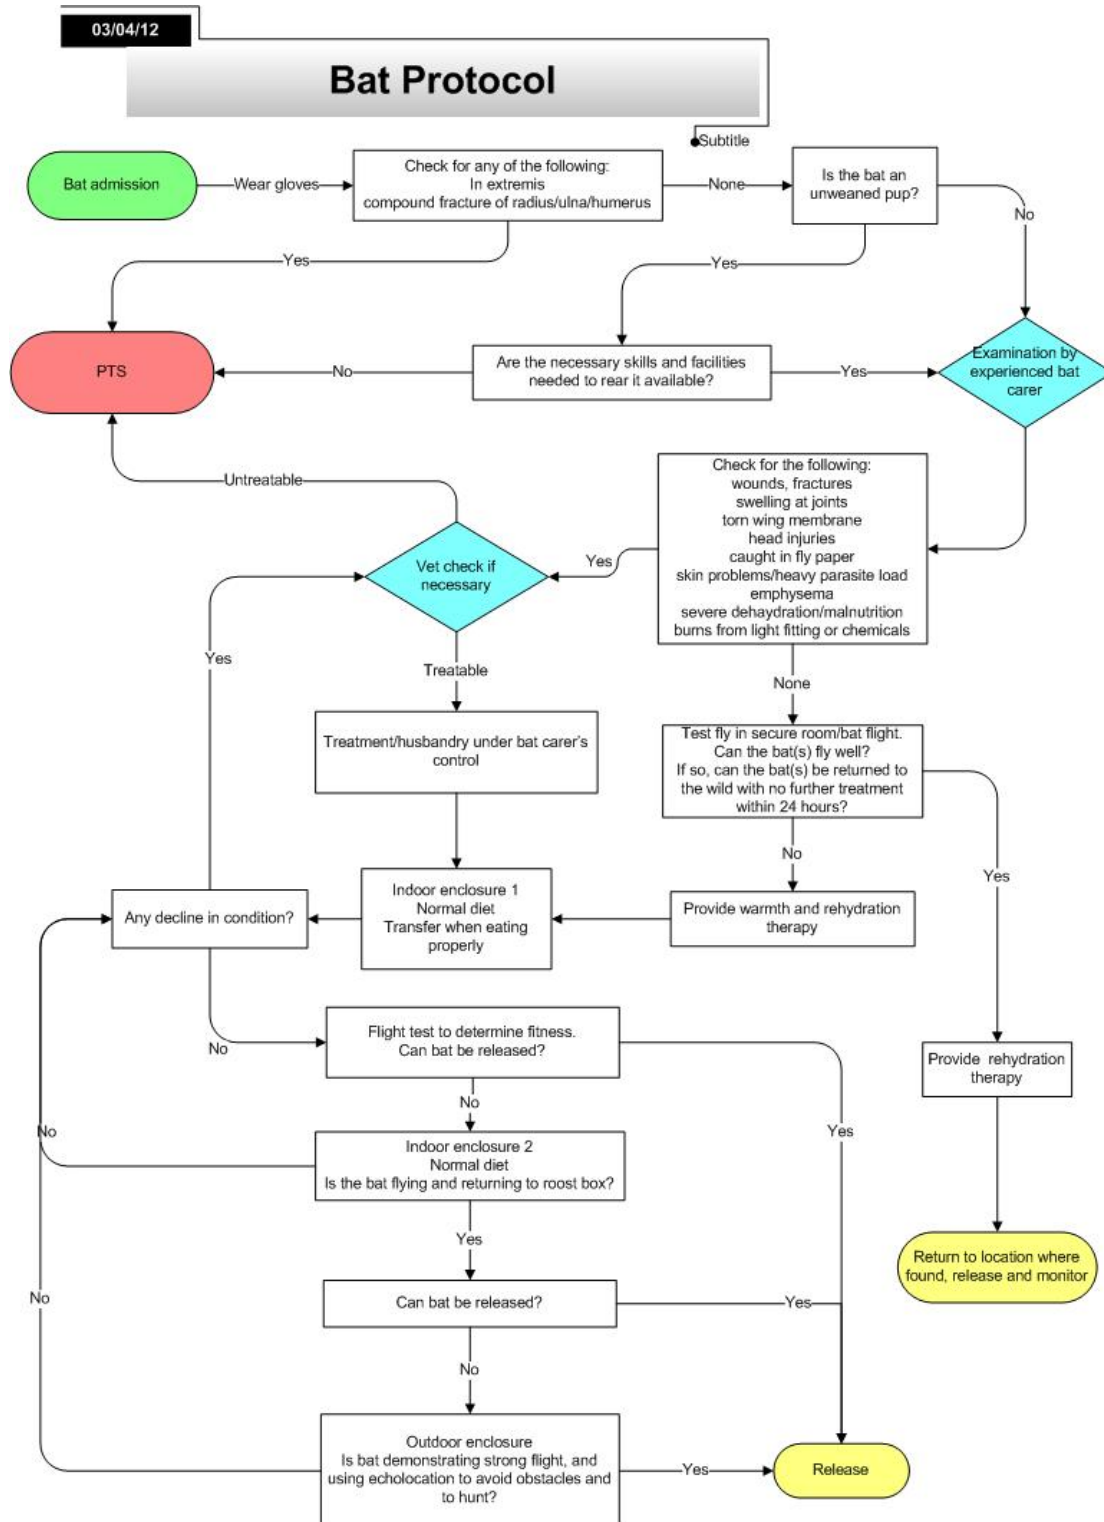 03/04/12
Bat Protocol
Subtitle
Bat admission
Wear gloves
Check for any of the following:
In extremis
compound fracture of radius/ulna/humerus
None
Is the bat an
unweaned pup?
No
Yes
Yes
PTS
No
Are the necessary skills and facilities
needed to rear it available?
Yes
Examination by
experienced bat
carer
Untreatable
Check for the following:
wounds, fractures
swelling at joints
torn wing membrane
head injuries
caught in fly paper
skin problems/heavy parasite load
emphysema
severe dehaydration/malnutrition
burns from light fitting or chemicals
Vet check if
necessary
Yes
Yes
Treatable
None
Treatment/husbandry under bat carer's
control
Test fly in secure room/bat flight.
Can the bat(s) fly well?
If so, can the bat(s) be returned to
the wild with no further treatment
within 24 hours?
No
Yes
Any decline in condition?
Indoor enclosure 1
Normal diet
Transfer when eating
properly
Provide warmth and rehydration
therapy
No
Flight test to determine fitness.
Can bat be released?
Provide rehydration
therapy
No
Yes
No
Indoor enclosure 2
Normal diet
Is the bat flying and returning to roost box?
Yes
Return to location where
found, release and monitor
No
Can bat be released?
Yes
No
Outdoor enclosure
Is bat demonstrating strong flight, and
using echolocation to avoid obstacles and
to hunt?
Yes
Release